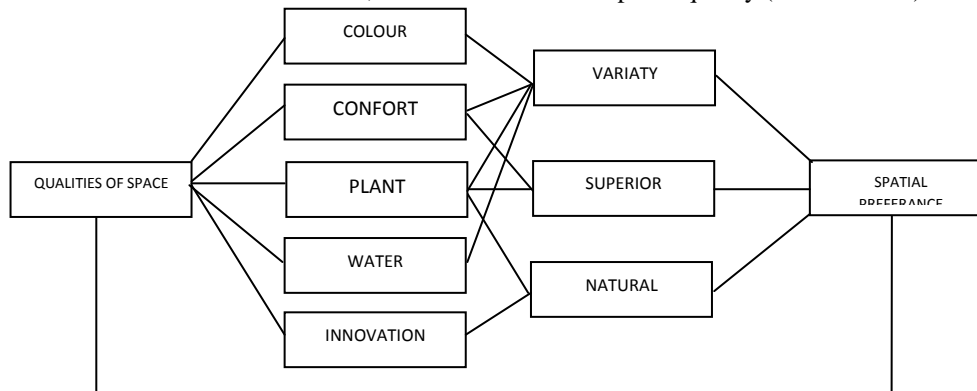 COLOUR
VARIATY
CONFORT
QUALITIES OF SPACE
PLANT
SUPERIOR
SPATIAL
PREFERANCE
WATER
NATURAL
INNOVATION